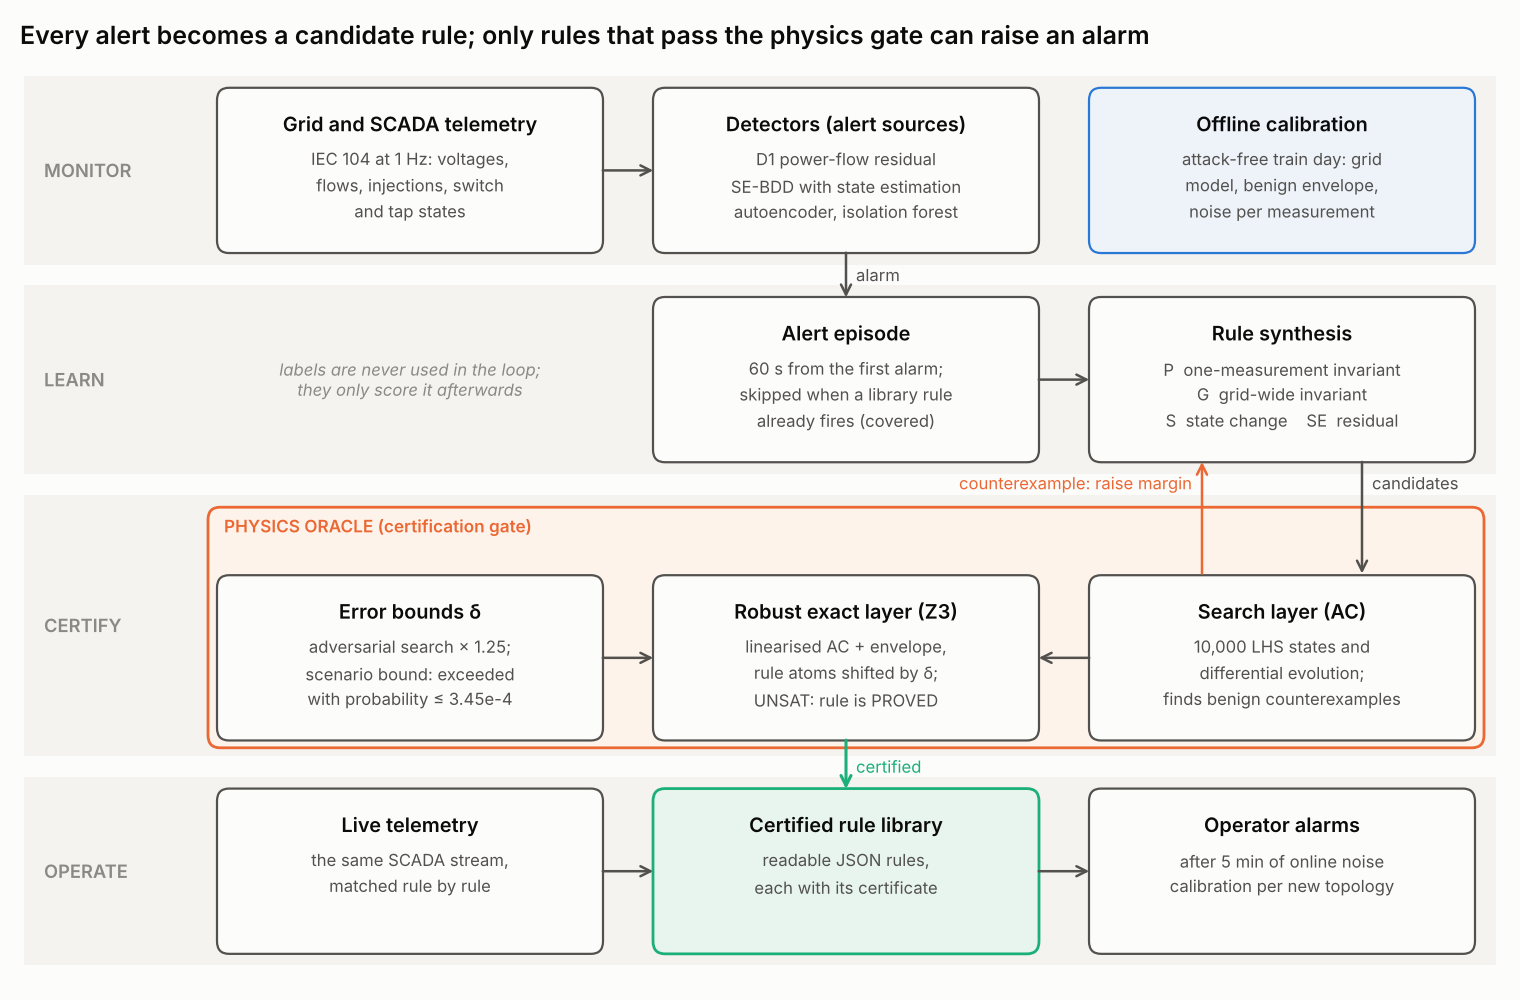 Every alert becomes a candidate rule; only rules that pass the physics gate can raise an alarm
MONITOR
Grid and SCADA telemetry
IEC 104 at 1 Hz: voltages,
flows, injections, switch
and tap states
Detectors (alert sources)
D1 power-flow residual
SE-BDD with state estimation
autoencoder, isolation forest
Offline calibration
attack-free train day: grid
model, benign envelope,
noise per measurement
alarm
LEARN
labels are never used in the loop;
they only score it afterwards
Alert episode
60 s from the first alarm;
skipped when a library rule
already fires (covered)
Rule synthesis
P one-measurement invariant
G grid-wide invariant
S state change SE residual
counterexample: raise margin
candidates
CERTIFY
PHYSICS ORACLE (certification gate)
Error bounds δ
adversarial search × 1.25;
scenario bound: exceeded
with probability ≤ 3.45e-4
Robust exact layer (Z3)
linearised AC + envelope,
rule atoms shifted by δ;
UNSAT: rule is PROVED
Search layer (AC)
10,000 LHS states and
differential evolution;
finds benign counterexamples
certified
OPERATE
Live telemetry
the same SCADA stream,
matched rule by rule
Certified rule library
readable JSON rules,
each with its certificate
Operator alarms
after 5 min of online noise
calibration per new topology